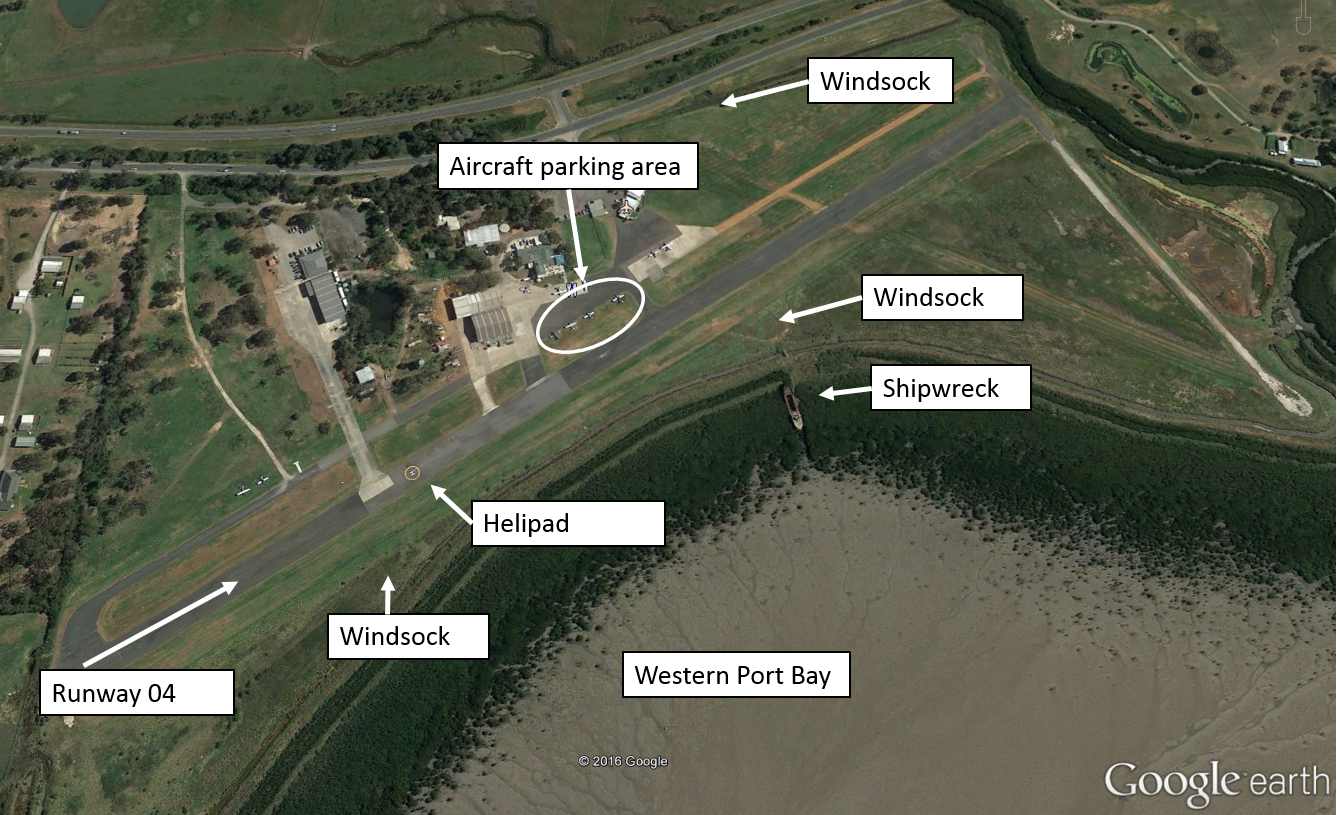 Windsock
Aircraft parking area
Windsock
Shipwreck
Helipad
Windsock
Western Port Bay
Runway 04
© 2016 Google
Google earth